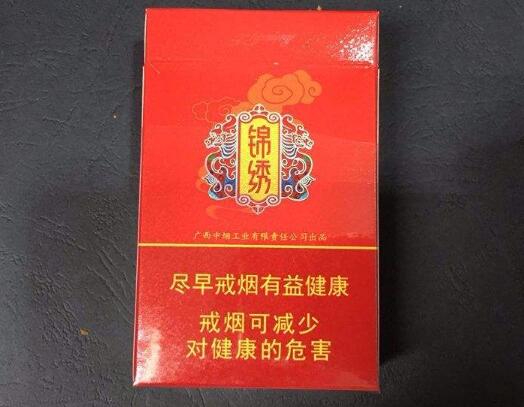 锦绣
广西中烟工业有限责任公司出品
尽早戒烟有益健康
戒烟可减少
对健康的危害